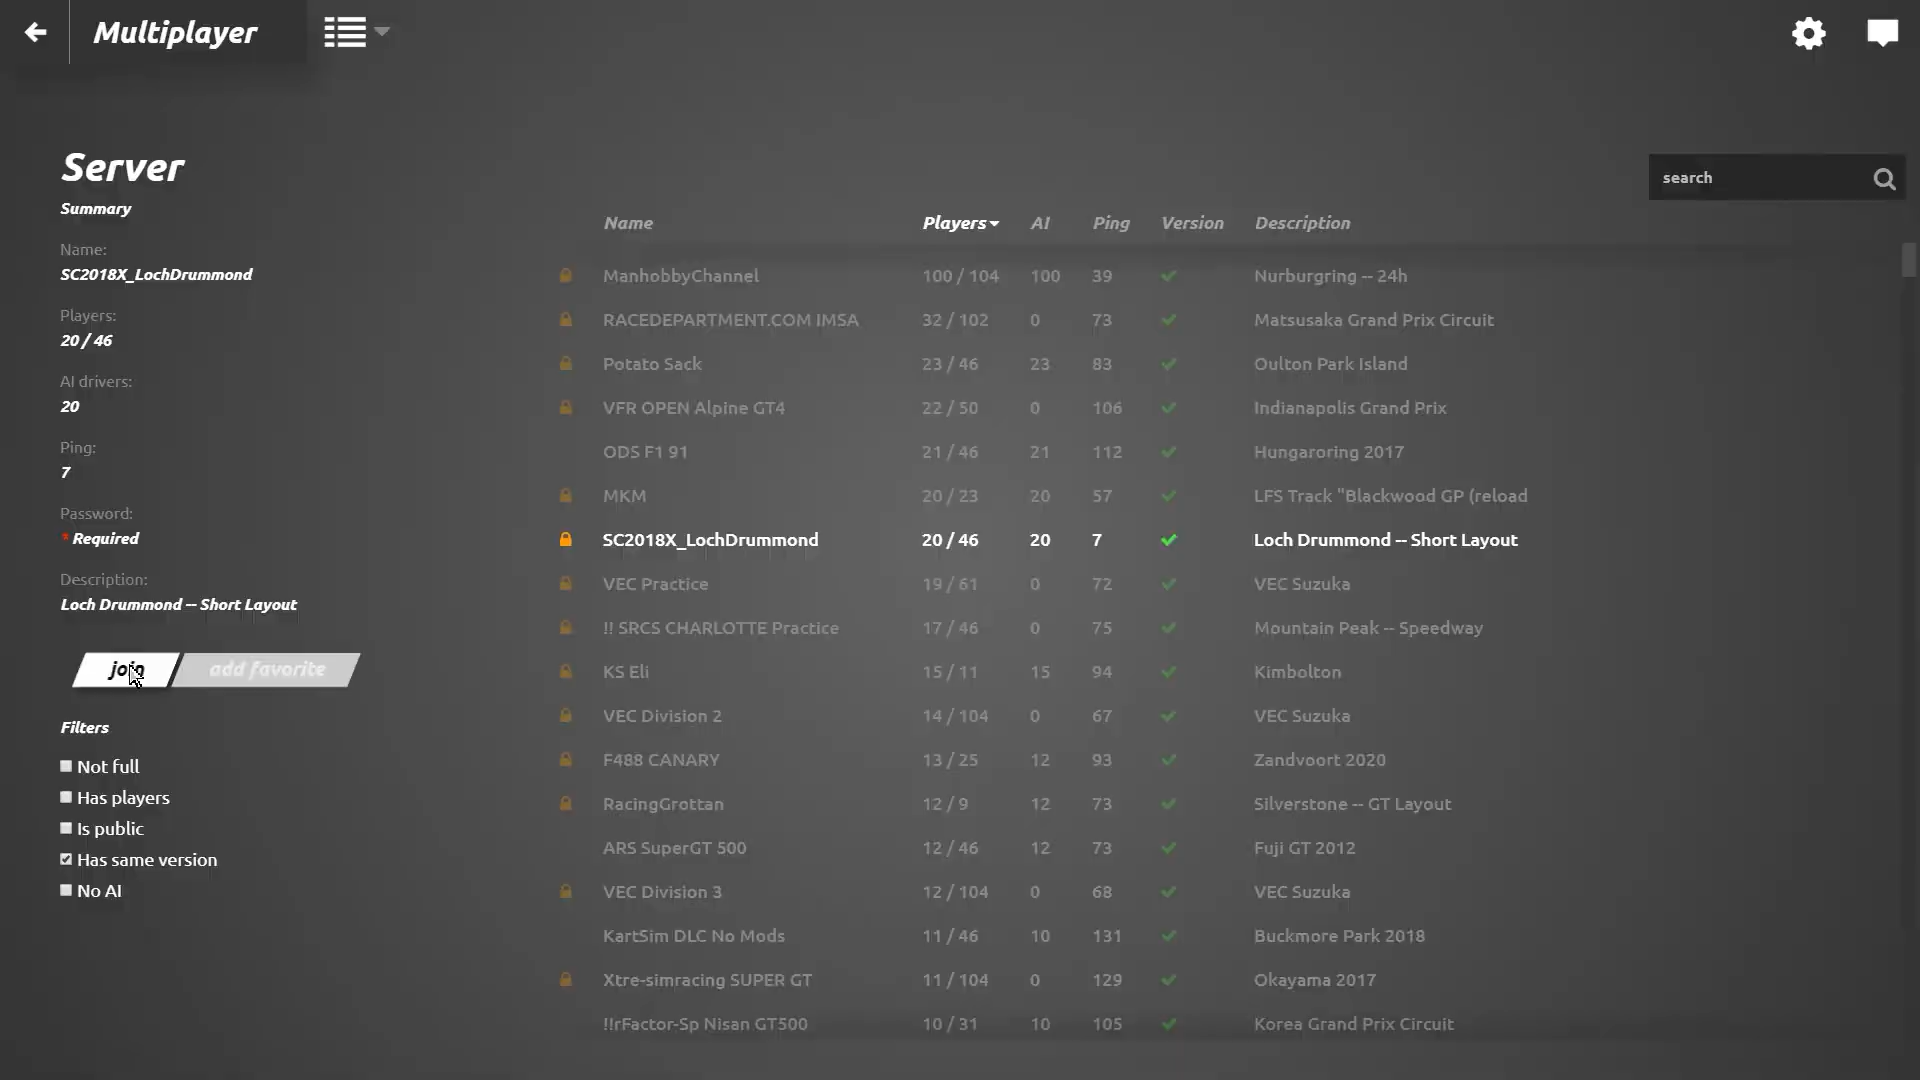 Multiplayer
Server
Summary
Name:
SC2018X_LochDrummond
Players:
20 / 46
AI drivers:
20
Ping:
7
Password:
* Required
Description:
Loch Drummond -- Short Layout
join add favorite
Filters
Not full
Has players
Is public
Has same version
No AI
search
Name Players AI Ping Version Description
ManhobbyChannel 100 / 104 100 39 Nurburgring -- 24h
RACEDEPARTMENT.COM IMSA 32 / 102 0 73 Matsusaka Grand Prix Circuit
Potato Sack 23 / 46 23 83 Oulton Park Island
VFR OPEN Alpine GT4 22 / 50 0 106 Indianapolis Grand Prix
ODS F1 91 21 / 46 21 112 Hungaroring 2017
MKM 20 / 23 20 57 LFS Track "Blackwood GP (reload
SC2018X_LochDrummond 20 / 46 20 7 Loch Drummond -- Short Layout
VEC Practice 19 / 61 0 72 VEC Suzuka
!! SRCS CHARLOTTE Practice 17 / 46 0 75 Mountain Peak -- Speedway
KS Eli 15 / 11 15 94 Kimbolton
VEC Division 2 14 / 104 0 67 VEC Suzuka
F488 CANARY 13 / 25 12 93 Zandvoort 2020
RacingGrottan 12 / 9 12 73 Silverstone -- GT Layout
ARS SuperGT 500 12 / 46 12 73 Fuji GT 2012
VEC Division 3 12 / 104 0 68 VEC Suzuka
KartSim DLC No Mods 11 / 46 10 131 Buckmore Park 2018
Xtre-simracing SUPER GT 11 / 104 0 129 Okayama 2017
!!rFactor-Sp Nisan GT500 10 / 31 10 105 Korea Grand Prix Circuit